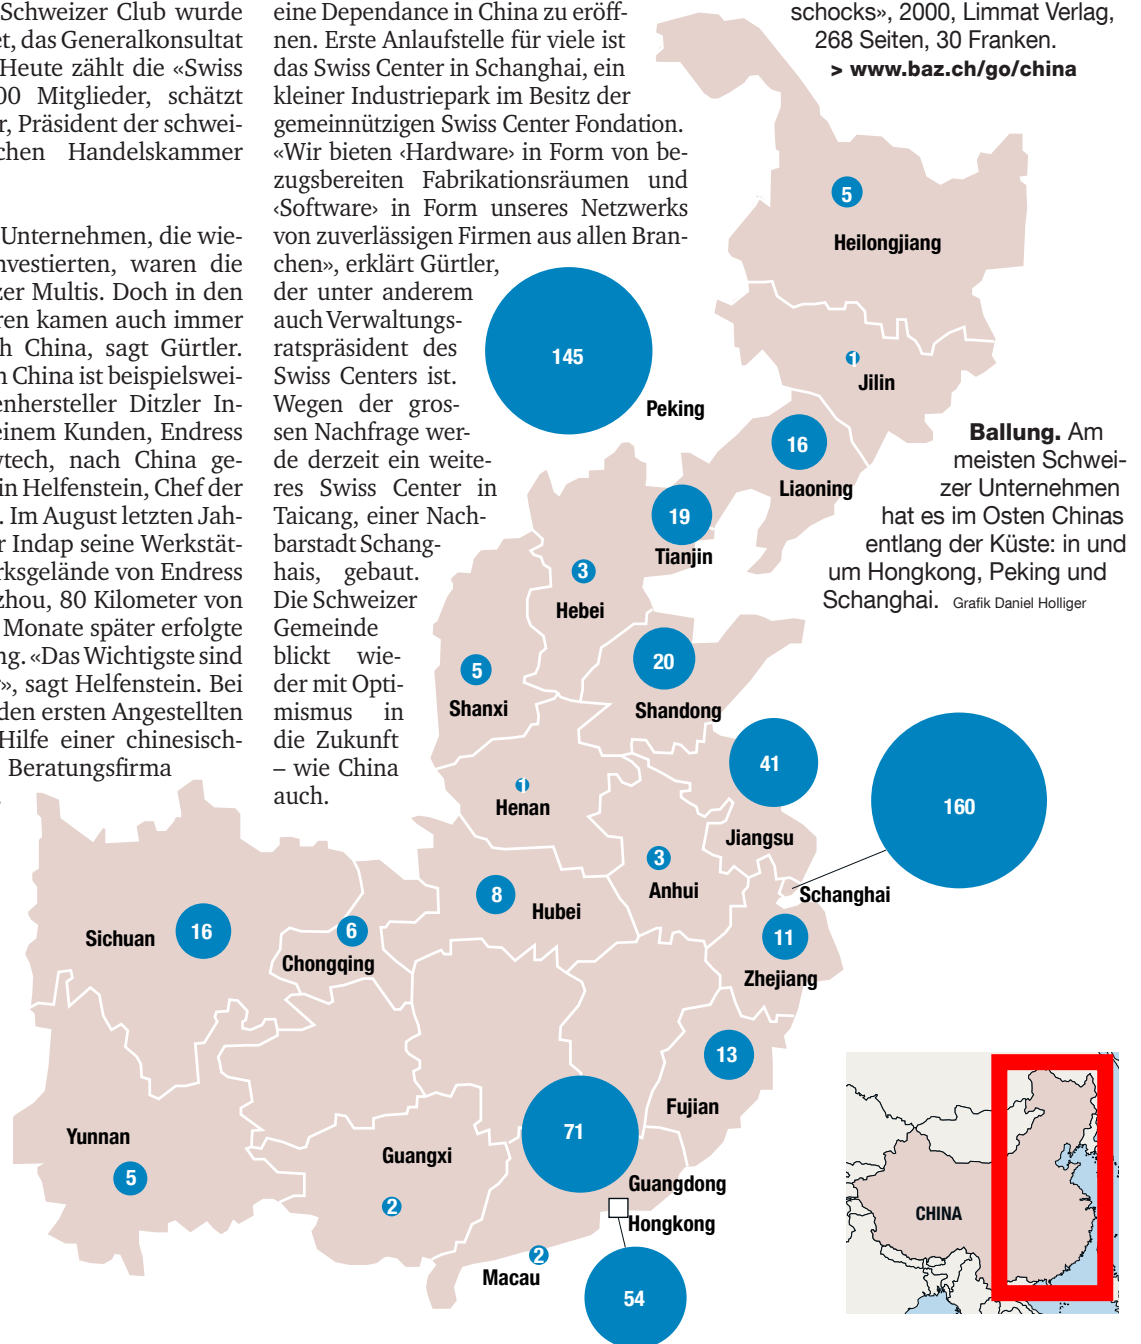 Schweizer Club wurde
et, das Generalkonsultat
Heute zählt die «Swiss
00 Mitglieder, schätzt
r, Präsident der schwei-
chen Handelskammer
Unternehmen, die wie-
nvestierten, waren die
zer Multis. Doch in den
ren kamen auch immer
h China, sagt Gürtler.
n China ist beispielswei-
enhersteller Ditzler In-
einem Kunden, Endress
wtech, nach China ge-
in Helfenstein, Chef der
. Im August letzten Jah-
r Indap seine Werkstät-
rksgelände von Endress
zhou, 80 Kilometer von
Monate später erfolgte
ng. «Das Wichtigste sind
r», sagt Helfenstein. Bei
den ersten Angestellten
Hilfe einer chinesisch-
Beratungsfirma
.
eine Dependance in China zu eröff-
nen. Erste Anlaufstelle für viele ist
das Swiss Center in Schanghai, ein
kleiner Industriepark im Besitz der
gemeinnützigen Swiss Center Fondation.
«Wir bieten ‹Hardware› in Form von be-
zugsbereiten Fabrikationsräumen und
‹Software› in Form unseres Netzwerks
von zuverlässigen Firmen aus allen Bran-
chen», erklärt Gürtler,
der unter anderem
auch Verwaltungs-
ratspräsident des
Swiss Centers ist.
Wegen der gros-
sen Nachfrage wer-
de derzeit ein weite-
res Swiss Center in
Taicang, einer Nach-
barstadt Schang-
hais, gebaut.
Die Schweizer
Gemeinde
blickt wie-
der mit Opti-
mismus in
die Zukunft
– wie China
auch.
schocks», 2000, Limmat Verlag,
268 Seiten, 30 Franken.
> www.baz.ch/go/china
5
Heilongjiang
145
Peking
1
Jilin
16
Liaoning
19
Tianjin
Ballung. Am
meisten Schwei-
zer Unternehmen
hat es im Osten Chinas
entlang der Küste: in und
um Hongkong, Peking und
Schanghai. Grafik Daniel Holliger
3
Hebei
5
Shanxi
20
Shandong
1
Henan
41
Jiangsu
160
Schanghai
3
Anhui
8
Hubei
16
Sichuan
6
Chongqing
11
Zhejiang
13
Fujian
71
Guangdong
Yunnan
5
Guangxi
2
Hongkong
54
2
Macau
CHINA